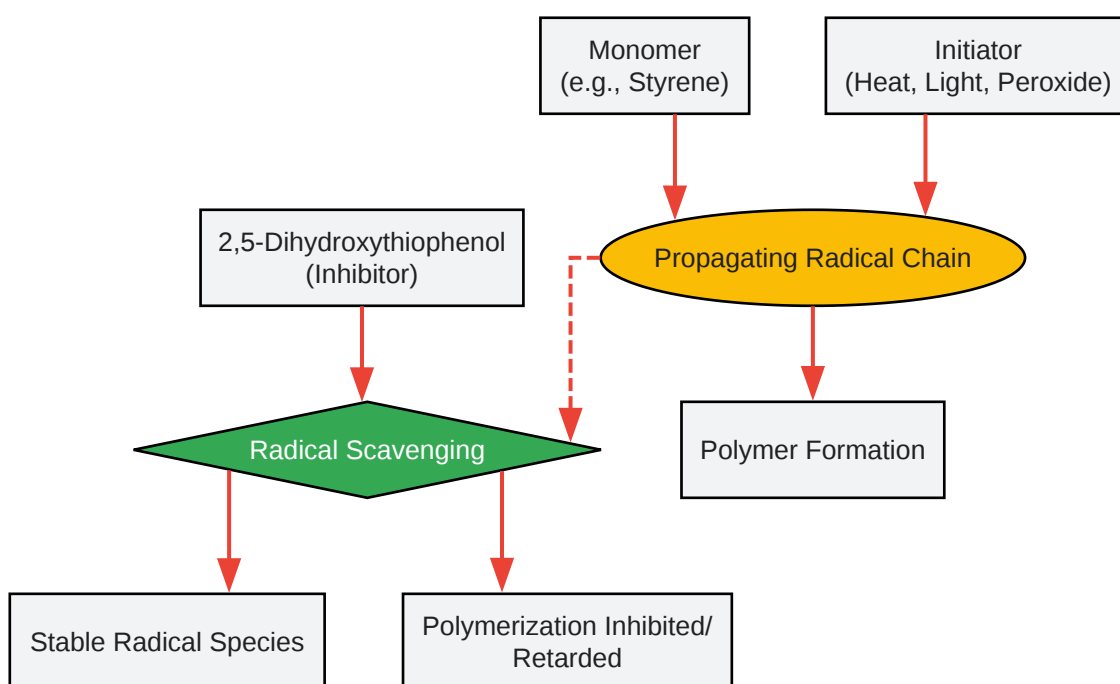 Monomer
(e.g., Styrene)
Initiator
(Heat, Light, Peroxide)
2,5-Dihydroxythiophenol
(Inhibitor)
Propagating Radical Chain
Radical Scavenging
Polymer Formation
Stable Radical Species
Polymerization Inhibited/
Retarded